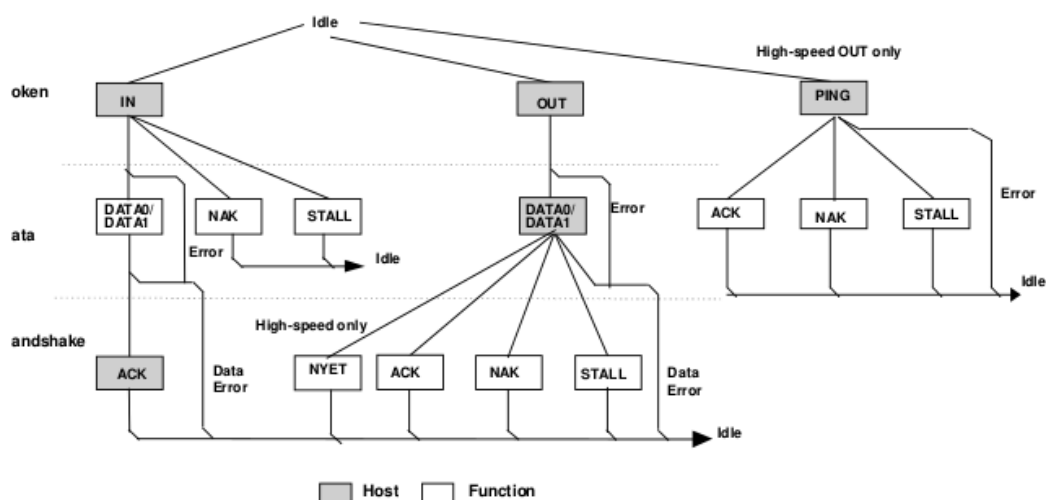 Idle
High-speed OUT only
oken
IN
OUT
PING
DATA0/
DATA1
NAK
STALL
DATA0/
DATA1
Error
ACK
NAK
STALL
Error
ata
Error
Idle
Idle
High-speed only
andshake
ACK
Data
Error
NYET
ACK
NAK
STALL
Data
Error
Idle
Host
Function